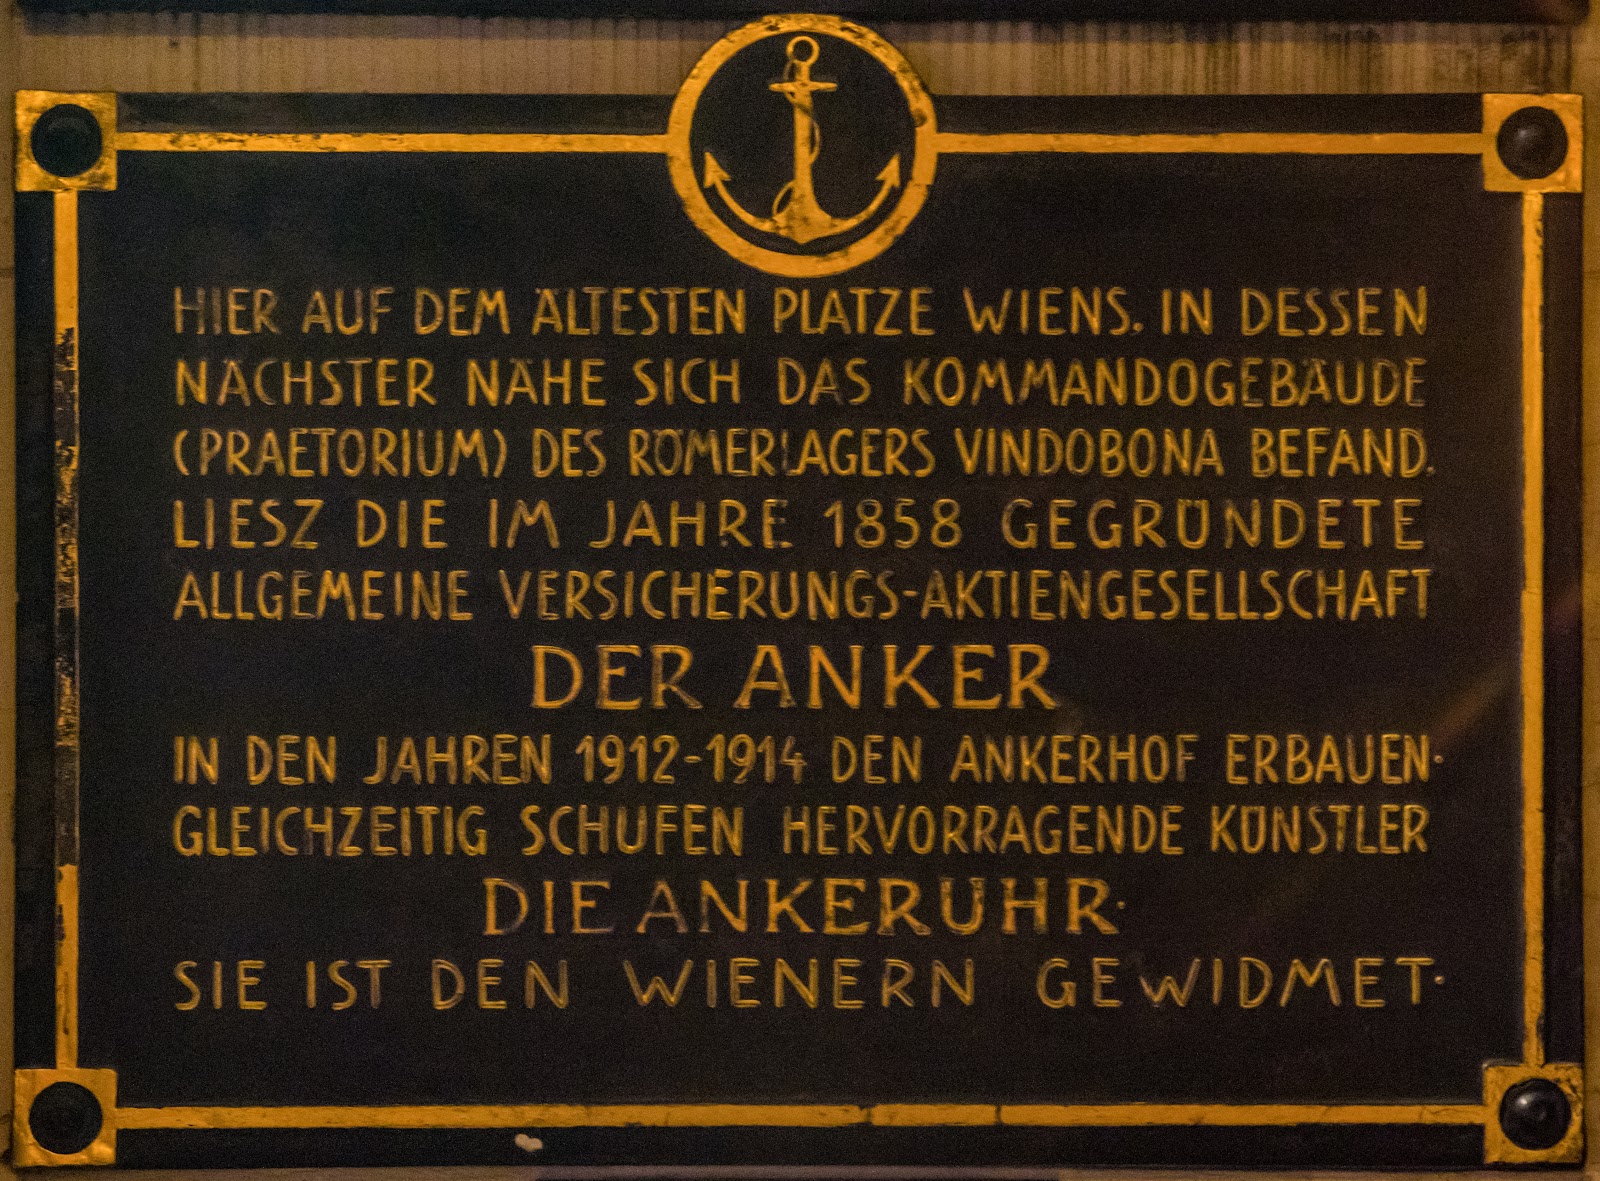 HIER AUF DEM ÄLTESTEN PLATZE WIENS. IN DESSEN
NÄCHSTER NÄHE SICH DAS KOMMANDOGEBÄUDE
(PRAETORIUM) DES RÖMERLAGERS VINDOBONA BEFAND.
LIESZ DIE IM JAHRE 1858 GEGRÜNDETE
ALLGEMEINE VERSICHERUNGS-AKTIENGESELLSCHAFT
DER ANKER
IN DEN JAHREN 1912-1914 DEN ANKERHOF ERBAUEN·
GLEICHZEITIG SCHUFEN HERVORRAGENDE KÜNSTLER
DIE ANKERUHR·
SIE IST DEN WIENERN GEWIDMET·